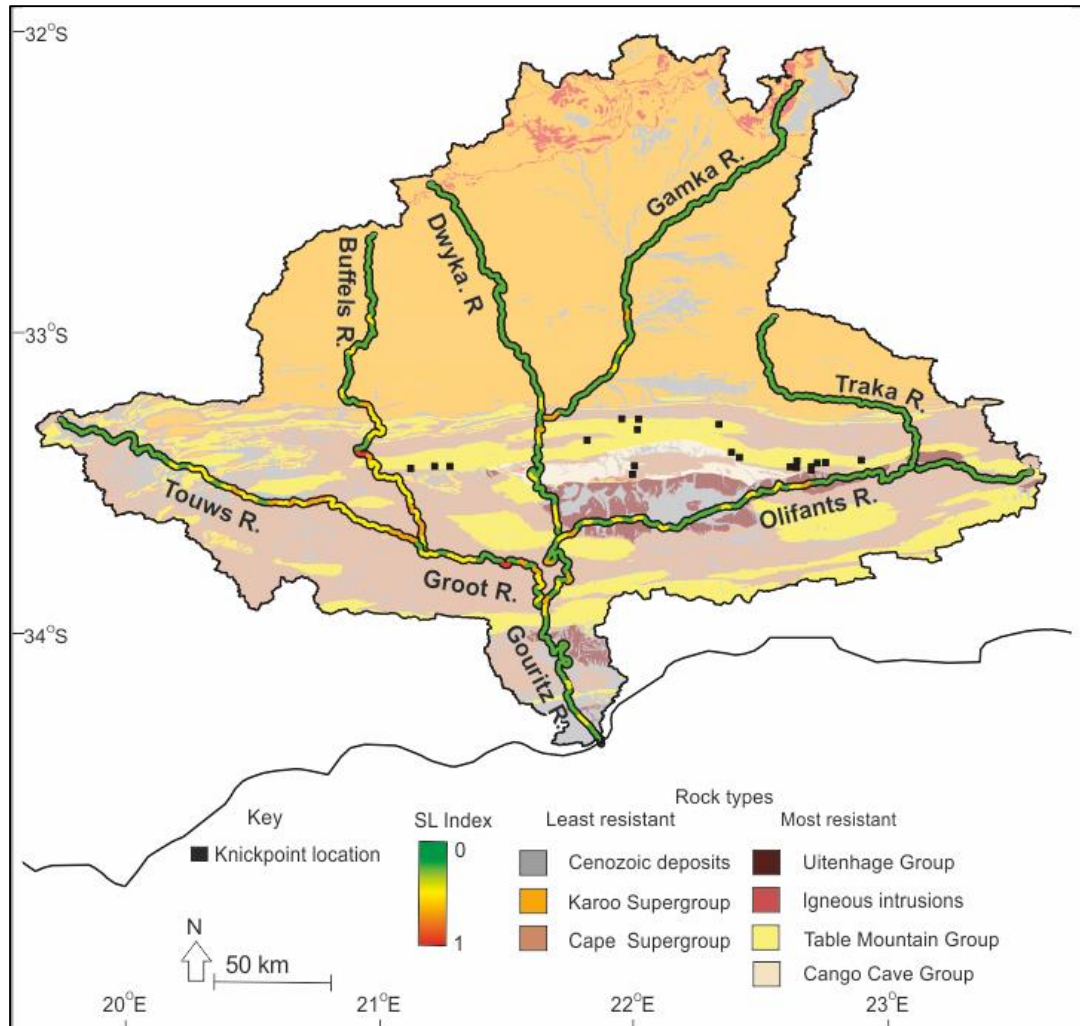 32°S
33°S
34°S
Buffels R.
Dwyka. R
Gamka R.
Traka R.
Touws R.
Olifants R.
Groot R.
Gouritz R.
Rock types
Key
SL Index
Least resistant
Most resistant
Knickpoint location
0
1
Cenozoic deposits
Karoo Supergroup
Cape Supergroup
Uitenhage Group
Igneous intrusions
Table Mountain Group
Cango Cave Group
N
50 km
20°E
21°E
22°E
23°E